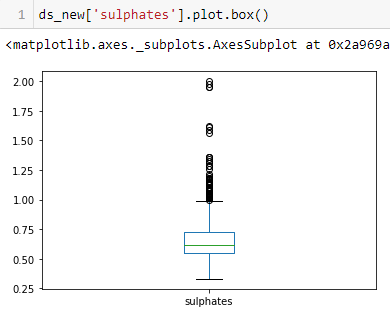 1 ds_new['sulphates'].plot.box()
<matplotlib.axes._subplots.AxesSubplot at 0x2a969a
2.00
1.75
1.50
1.25
1.00
0.75
0.50
0.25
sulphates